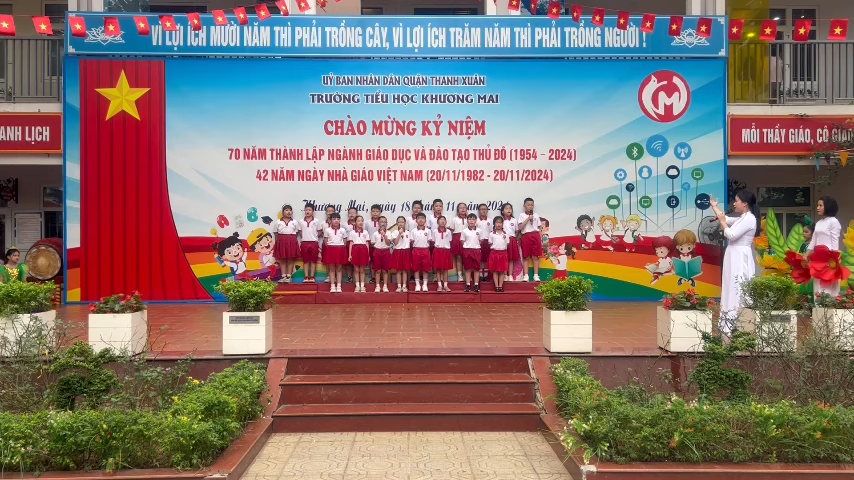 VÌ LỢI ÍCH MƯỜI NĂM THÌ PHẢI TRỒNG CÂY, VÌ LỢI ÍCH TRĂM NĂM THÌ PHẢI TRỒNG NGƯỜI !
UỶ BAN NHÂN DÂN QUẬN THANH XUÂN
TRƯỜNG TIỂU HỌC KHƯƠNG MAI
CHÀO MỪNG KỶ NIỆM
70 NĂM THÀNH LẬP NGÀNH GIÁO DỤC VÀ ĐÀO TẠO THỦ ĐÔ (1954 - 2024)
42 NĂM NGÀY NHÀ GIÁO VIỆT NAM (20/11/1982 - 20/11/2024)
Khương Mai, ngày 18 tháng 11
ANH LỊCH
MỖI THẦY GIÁO, CÔ GIÁO